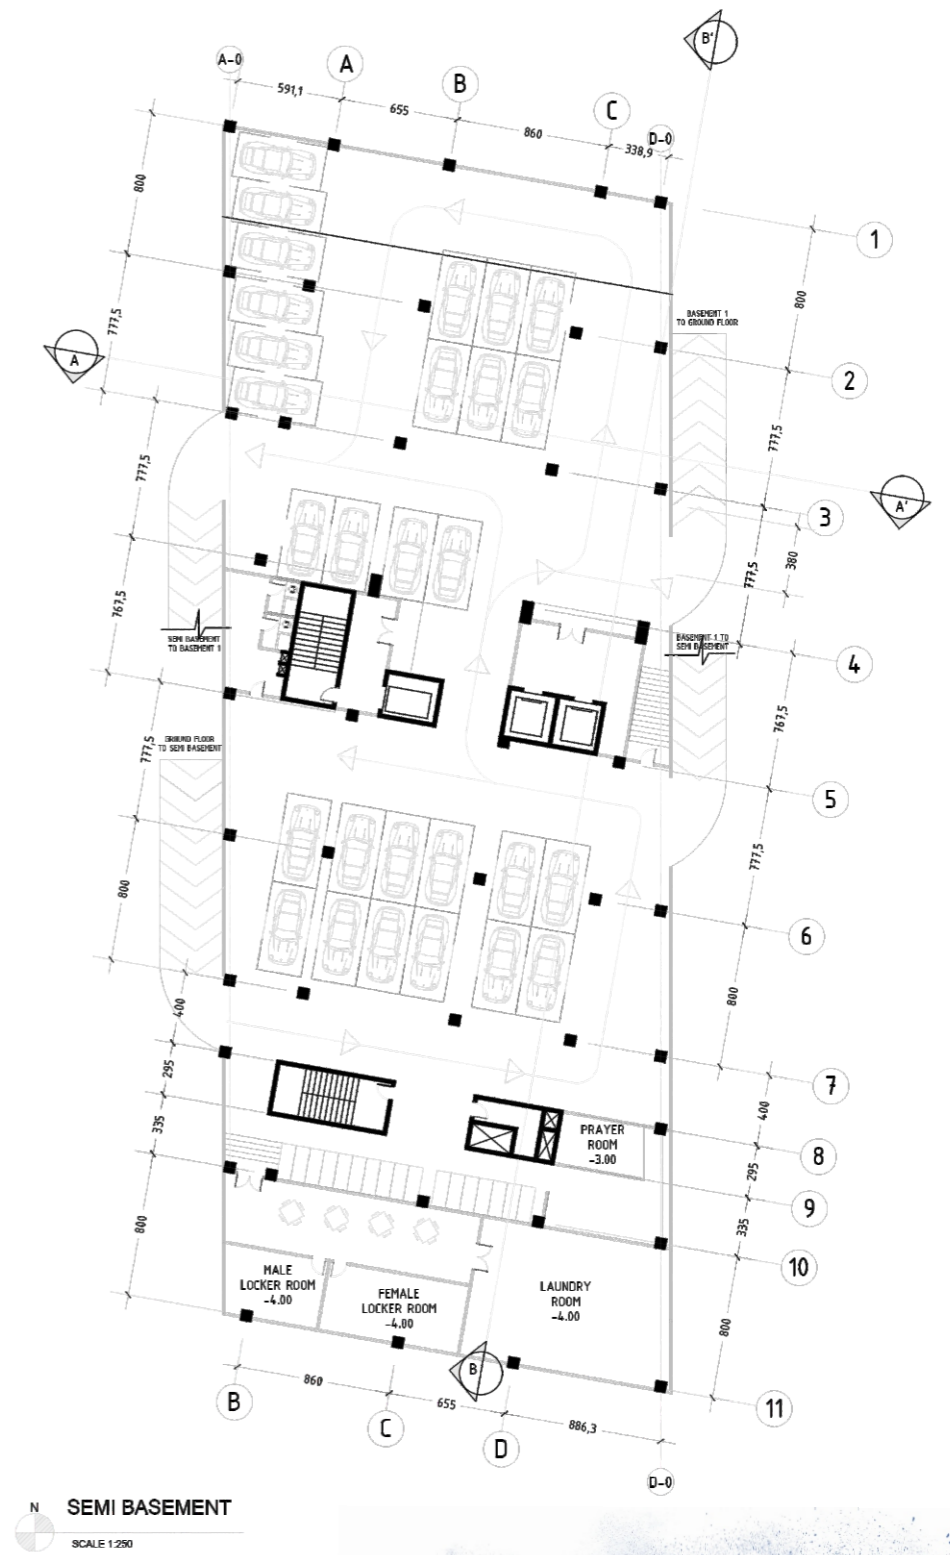 B'
A-0
A
B
C
D-0
591,1
655
860
338,9
800
1
800
BASEMENT 1
TO GROUND FLOOR
777,5
A
2
777,5
777,5
A'
3
380
777,5
767,5
SEMI BASEMENT
TO BASEMENT 1
BASEMENT 1 TO
SEMI BASEMENT
4
767,5
GROUND FLOOR
TO SEMI BASEMENT
777,5
5
777,5
800
6
800
400
7
295
400
335
PRAYER
ROOM
-3.00
8
295
9
335
800
10
MALE
LOCKER ROOM
-4.00
FEMALE
LOCKER ROOM
-4.00
LAUNDRY
ROOM
-4.00
800
B
860
655
886,3
11
B
C
D
D-0
N
SEMI BASEMENT
SCALE 1:250